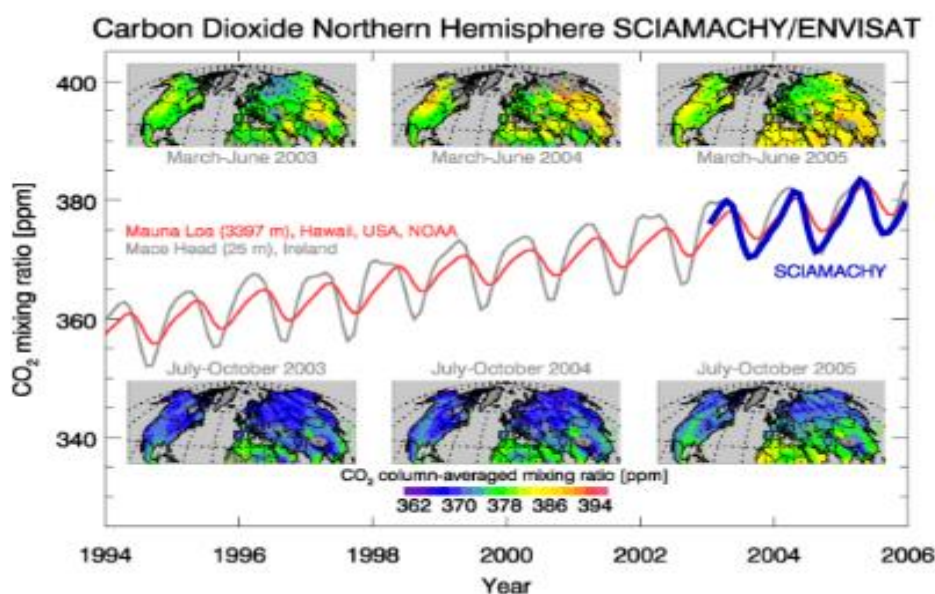 Carbon Dioxide Northern Hemisphere SCIAMACHY/ENVISAT
400
380
360
340
CO2 mixing ratio [ppm]
March-June 2003
March-June 2004
March-June 2005
Mauna Loa (3397 m), Hawaii, USA, NOAA
Mace Head (25 m), Ireland
SCIAMACHY
July-October 2003
July-October 2004
July-October 2005
CO2 column-averaged mixing ratio [ppm]
362 370 378 386 394
1994 1996 1998 2000 2002 2004 2006
Year